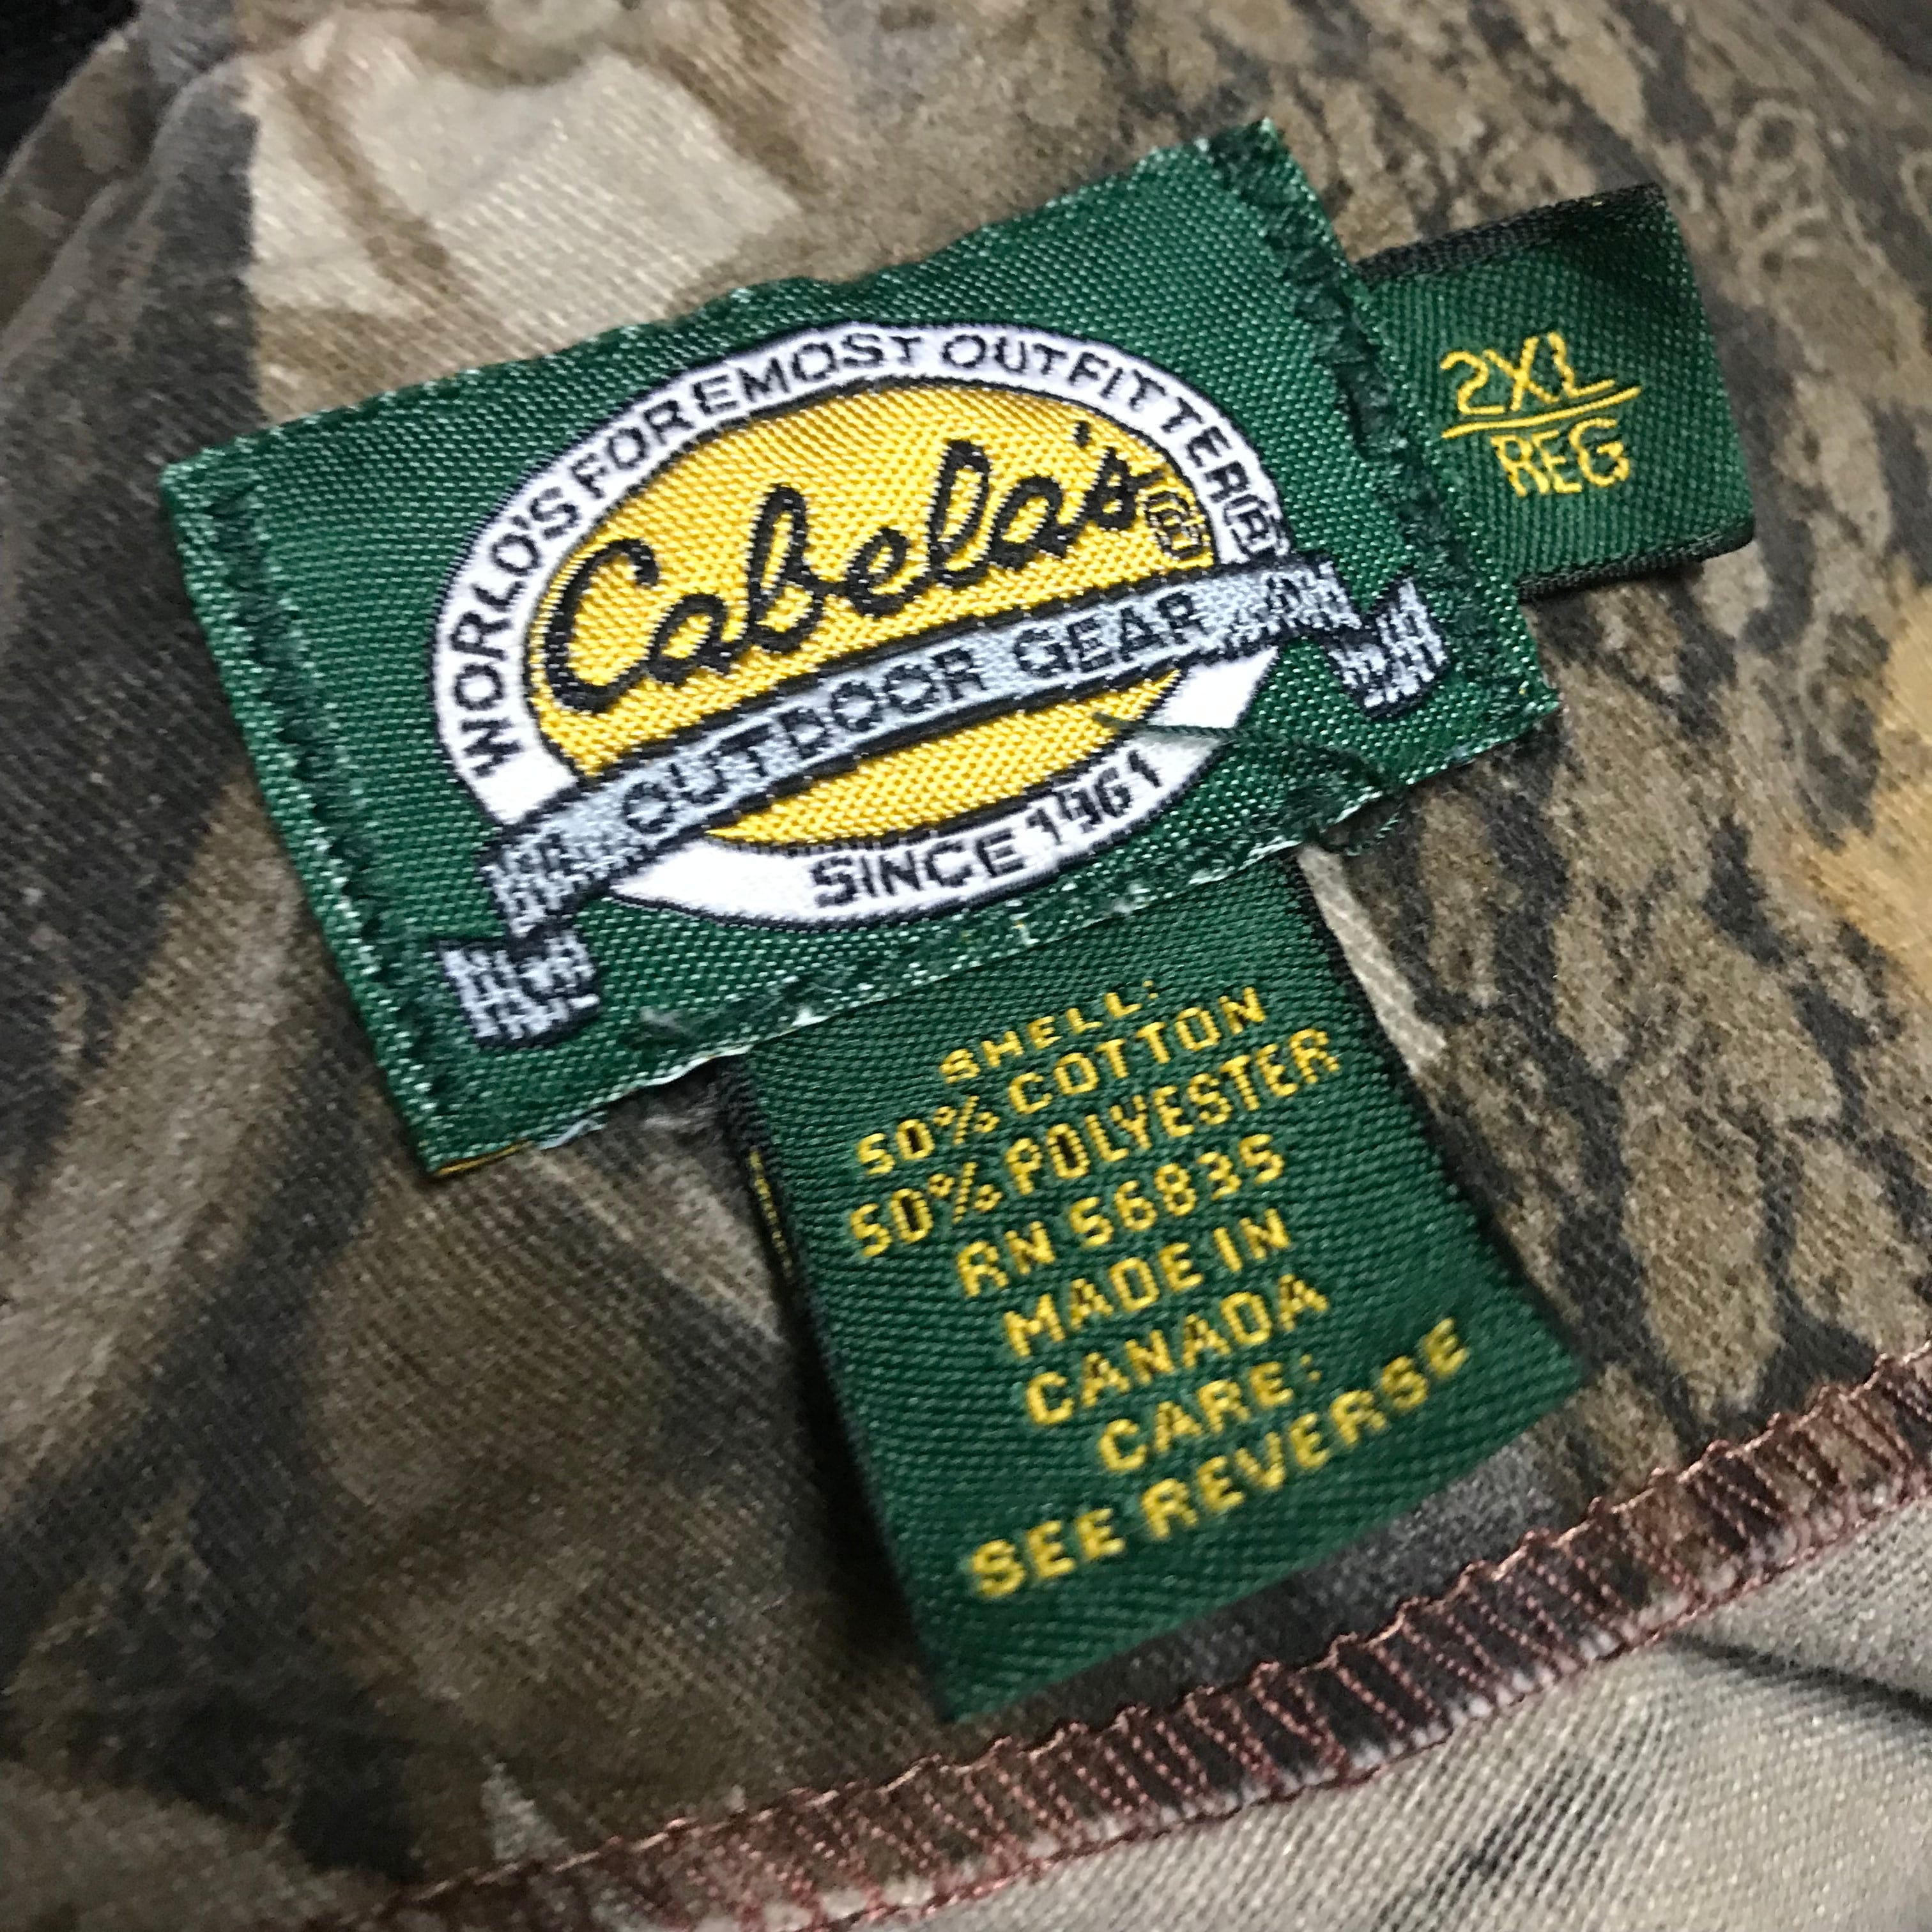 WORLD'S FOREMOST OUTFITTER®
Cabela's®
OUTDOOR GEAR
SINCE 1961
2XL
REG
SHELL:
50% COTTON
50% POLYESTER
RN 56835
MADE IN
CANADA
CARE:
SEE REVERSE